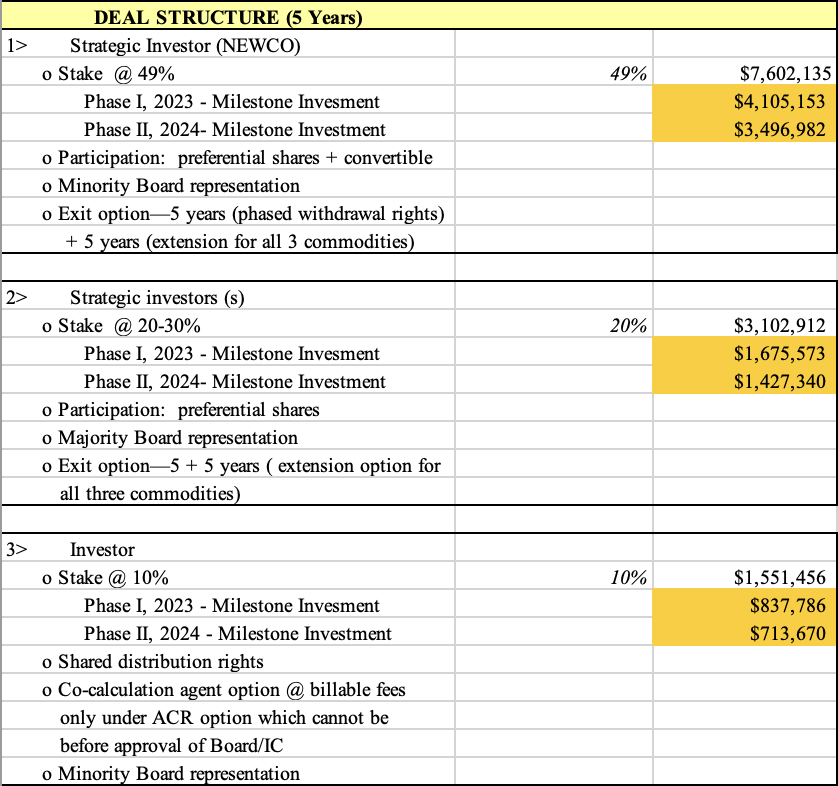 DEAL STRUCTURE (5 Years)
1> Strategic Investor (NEWCO)
o Stake @ 49% 49% $7,602,135
Phase I, 2023 - Milestone Invesment $4,105,153
Phase II, 2024- Milestone Investment $3,496,982
o Participation: preferential shares + convertible
o Minority Board representation
o Exit option—5 years (phased withdrawal rights)
+ 5 years (extension for all 3 commodities)
2> Strategic investors (s)
o Stake @ 20-30% 20% $3,102,912
Phase I, 2023 - Milestone Invesment $1,675,573
Phase II, 2024- Milestone Investment $1,427,340
o Participation: preferential shares
o Majority Board representation
o Exit option—5 + 5 years ( extension option for
all three commodities)
3> Investor
o Stake @ 10% 10% $1,551,456
Phase I, 2023 - Milestone Invesment $837,786
Phase II, 2024 - Milestone Investment $713,670
o Shared distribution rights
o Co-calculation agent option @ billable fees
only under ACR option which cannot be
before approval of Board/IC
o Minority Board representation